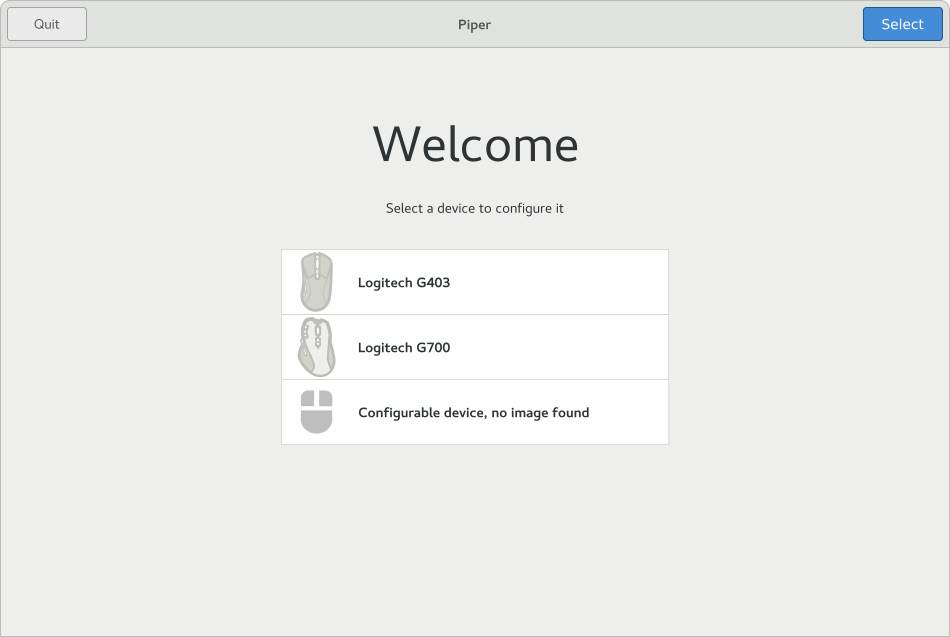 Quit
Piper
Select
Welcome
Select a device to configure it
Logitech G403
Logitech G700
Configurable device, no image found